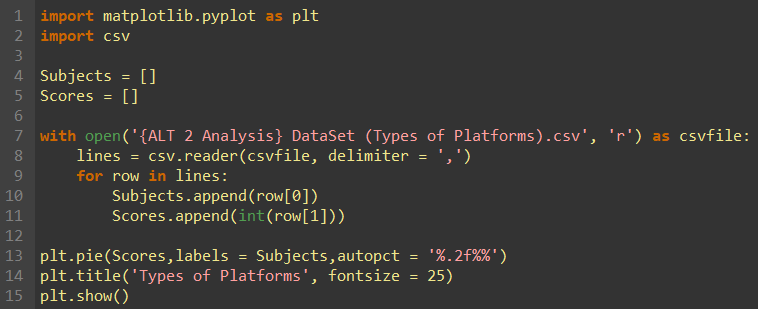 1 import matplotlib.pyplot as plt
2 import csv
3
4 Subjects = []
5 Scores = []
6
7 with open('{ALT 2 Analysis} DataSet (Types of Platforms).csv', 'r') as csvfile:
8     lines = csv.reader(csvfile, delimiter = ',')
9     for row in lines:
10         Subjects.append(row[0])
11         Scores.append(int(row[1]))
12
13 plt.pie(Scores,labels = Subjects,autopct = '%.2f%%')
14 plt.title('Types of Platforms', fontsize = 25)
15 plt.show()